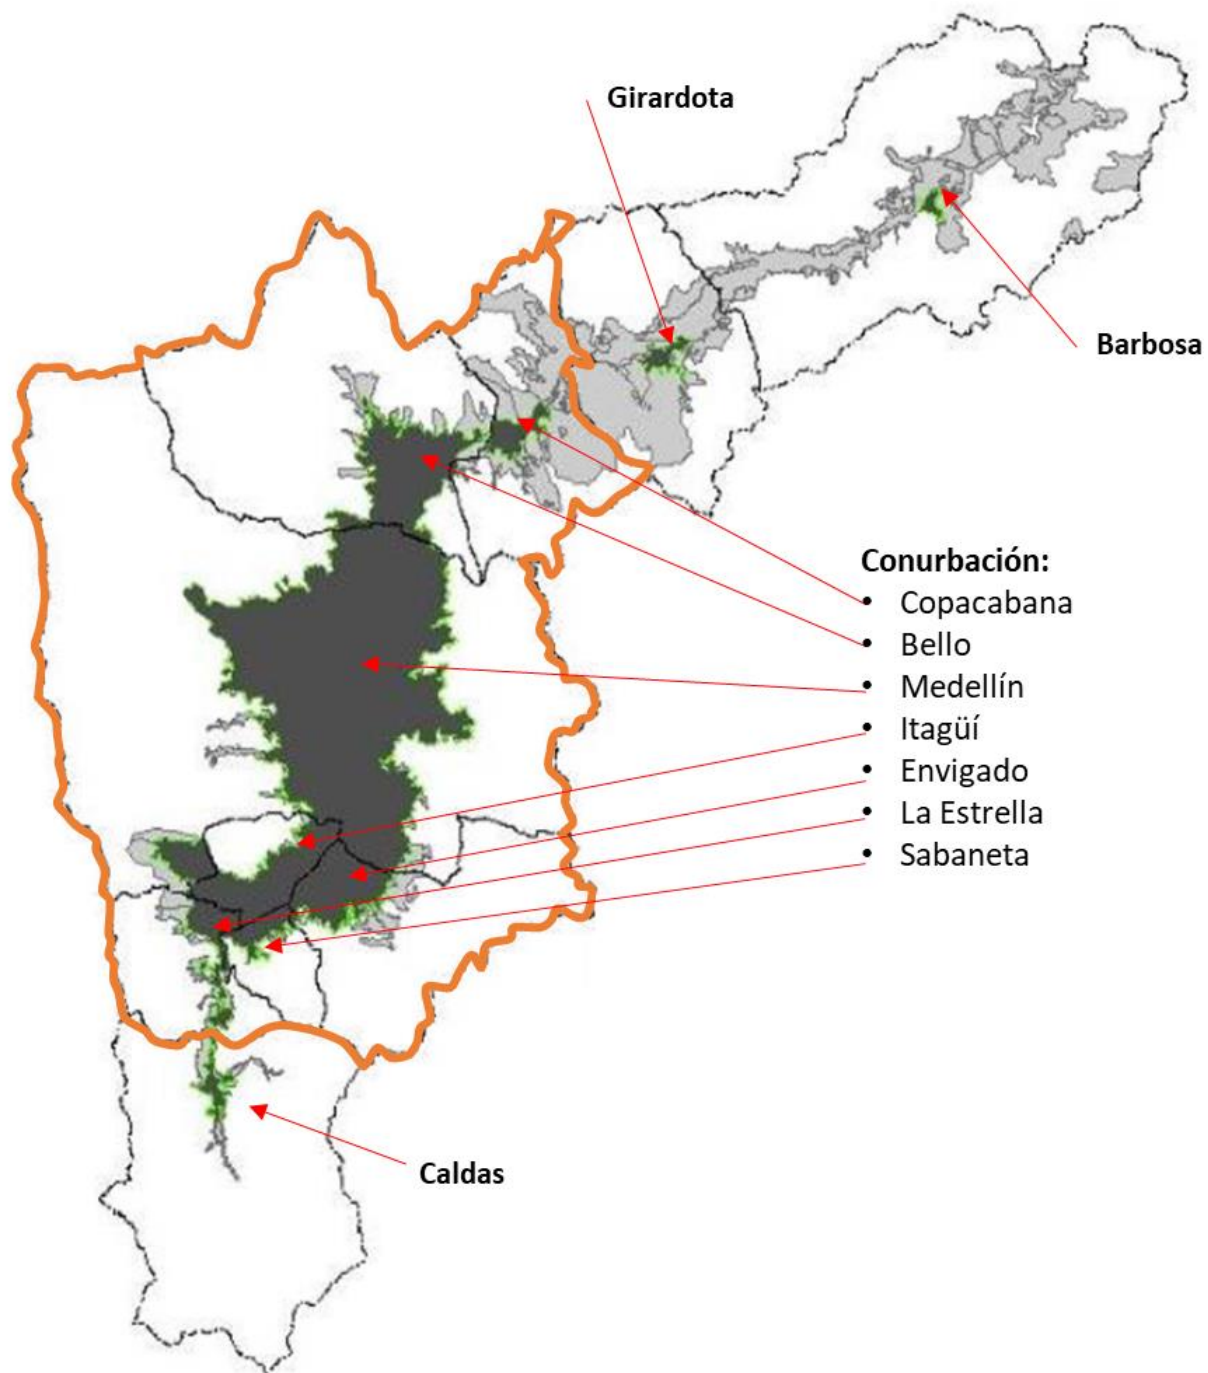 Girardota
Barbosa
Conurbación:
• Copacabana
• Bello
• Medellín
• Itagüí
• Envigado
• La Estrella
• Sabaneta
Caldas